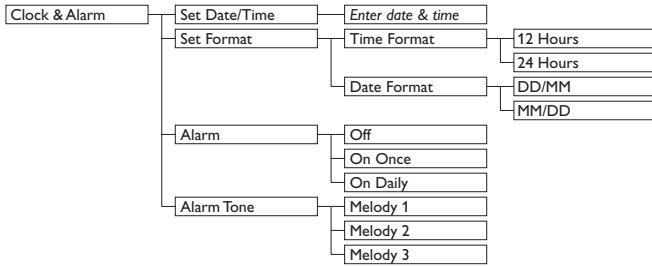 Clock & Alarm
Set Date/Time
Enter date & time
Set Format
Time Format
12 Hours
24 Hours
Date Format
DD/MM
MM/DD
Alarm
Off
On Once
On Daily
Alarm Tone
Melody 1
Melody 2
Melody 3